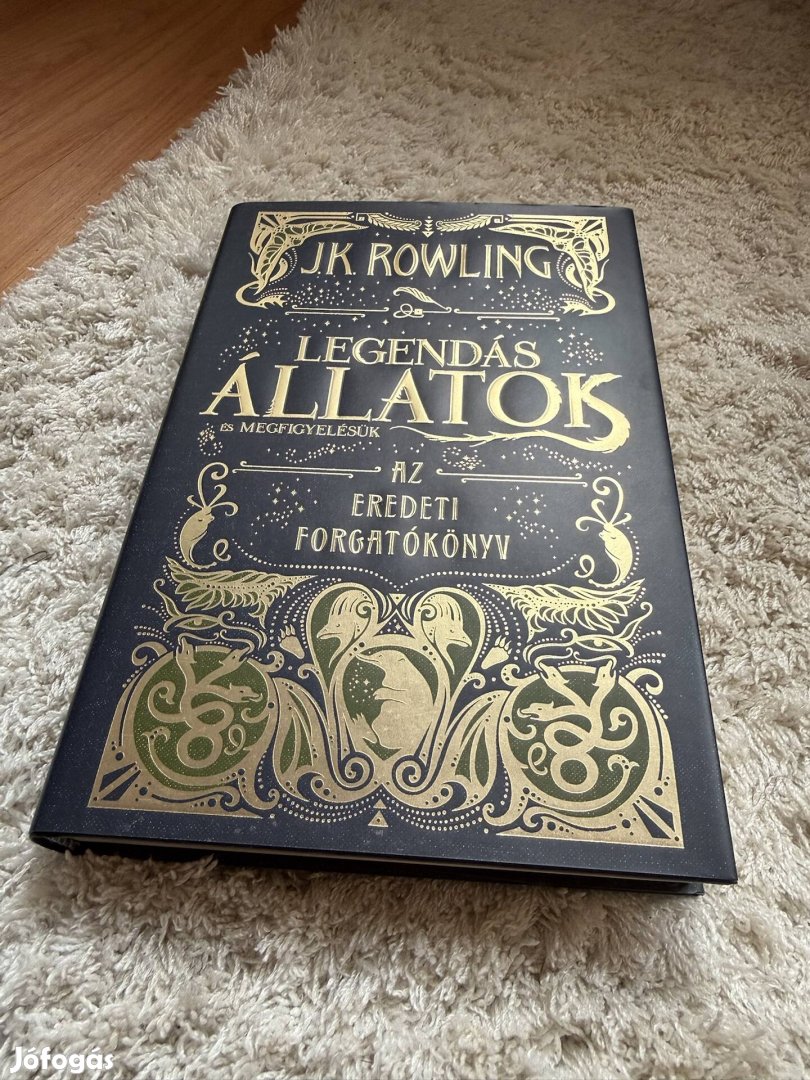 J.K. ROWLING
LEGENDÁS
ÁLLATOK
ÉS MEGFIGYELÉSÜK
AZ
EREDETI
FORGATÓKÖNYV
Jófogás